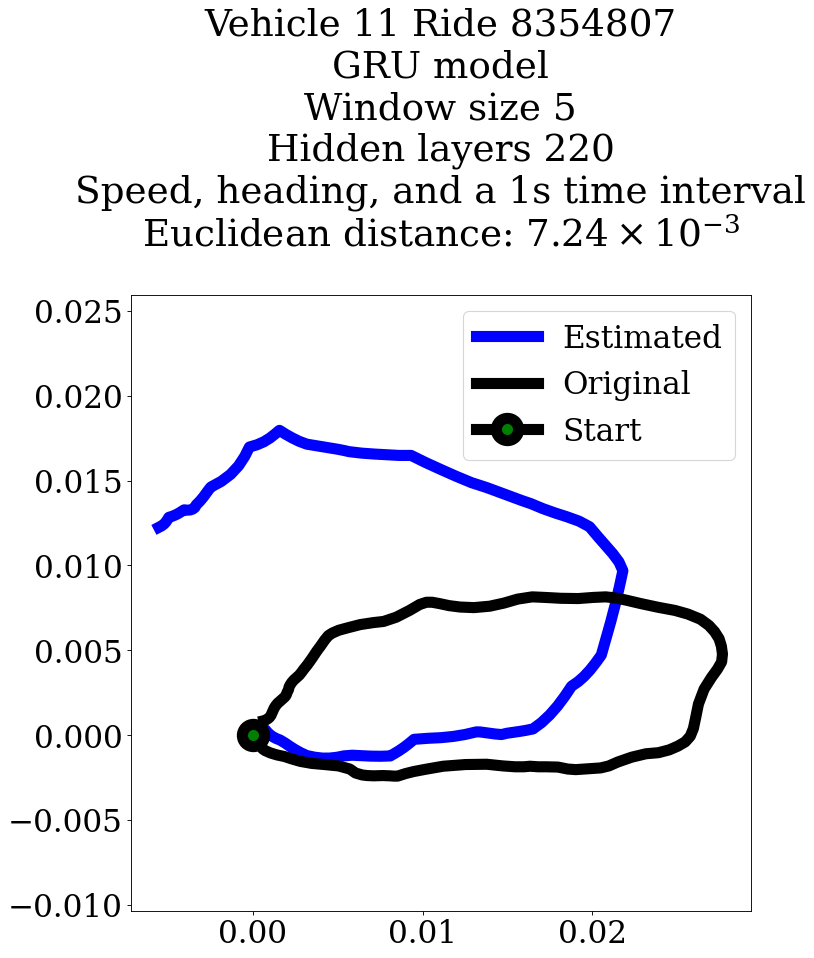 Vehicle 11 Ride 8354807
GRU model
Window size 5
Hidden layers 220
Speed, heading, and a 1s time interval
Euclidean distance: 7.24 × 10⁻³
Estimated
Original
Start
0.025
0.020
0.015
0.010
0.005
0.000
−0.005
−0.010
0.00 0.01 0.02